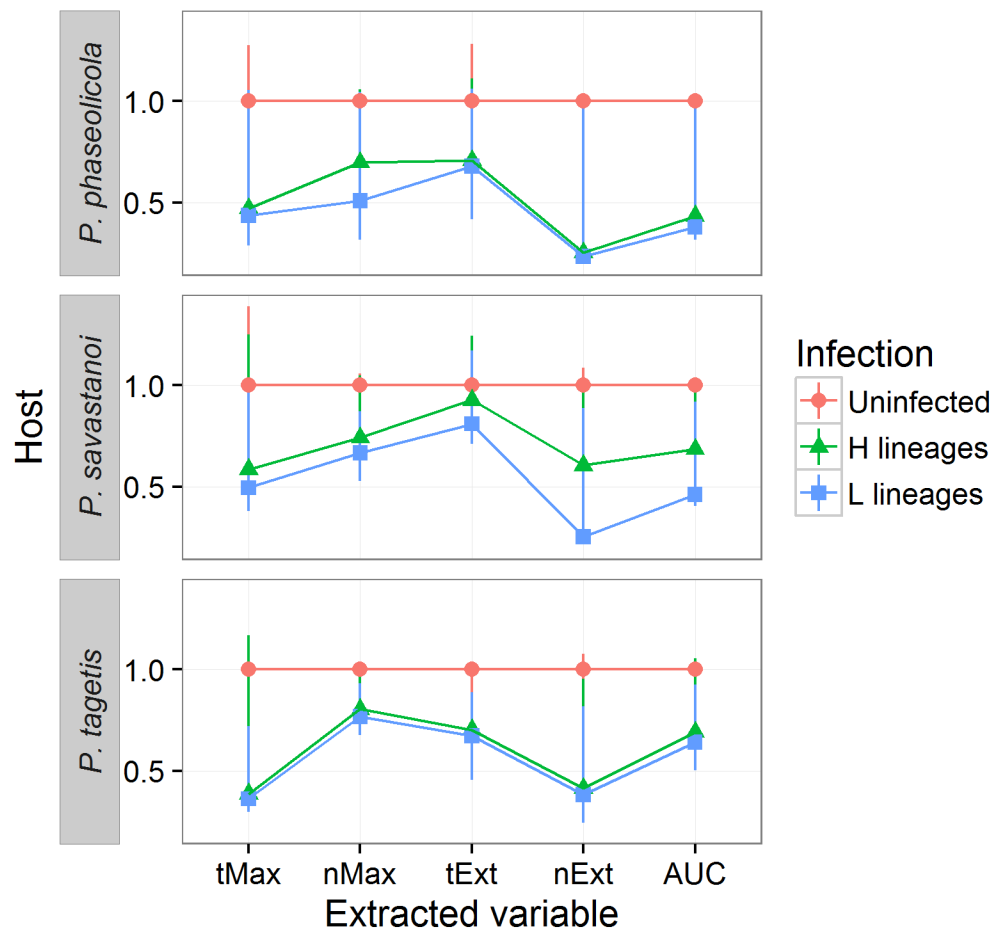 Host
P. phaseolicola
1.0
0.5
P. savastanoi
1.0
0.5
P. tagetis
1.0
0.5
tMax nMax tExt nExt AUC
Extracted variable
Infection
Uninfected
H lineages
L lineages